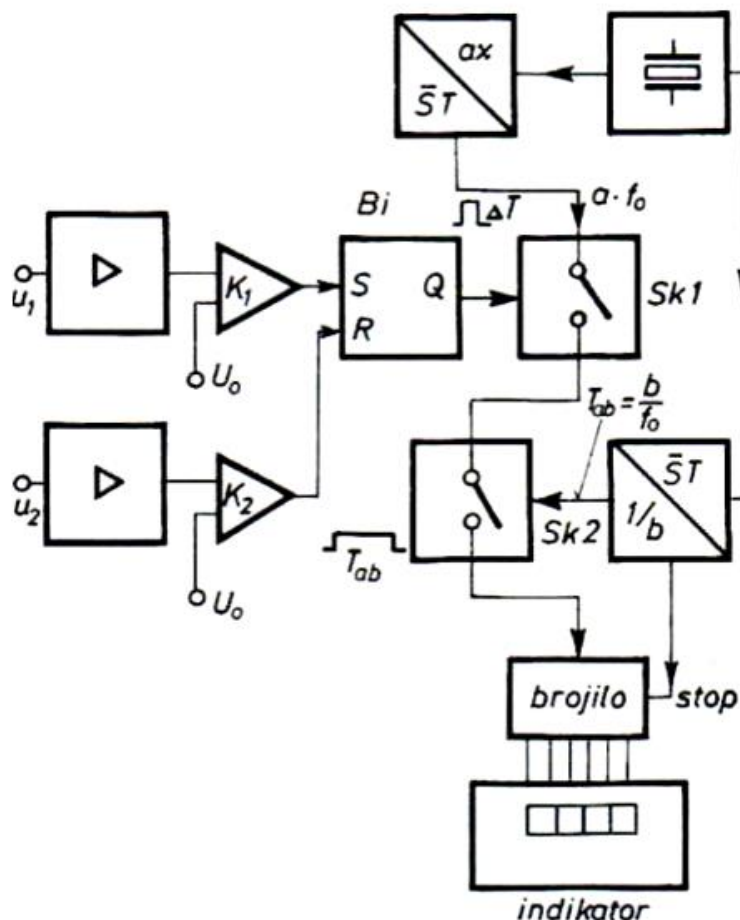 ax
S̄T
Bi
ΔT
a·f₀
u₁
K₁
S
Q
R
Sk1
U₀
T_ab = b/f₀
u₂
K₂
S̄T
1/b
Sk2
T_ab
U₀
brojilo
stop
indikator